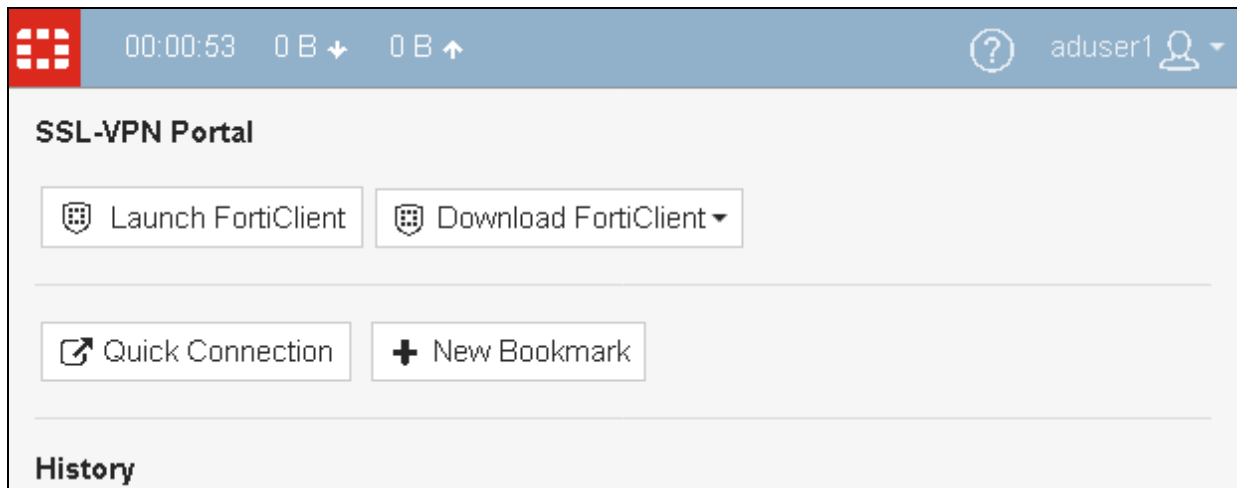 00:00:53 0 B 0 B ? aduser1
SSL-VPN Portal
Launch FortiClient Download FortiClient
Quick Connection New Bookmark
History